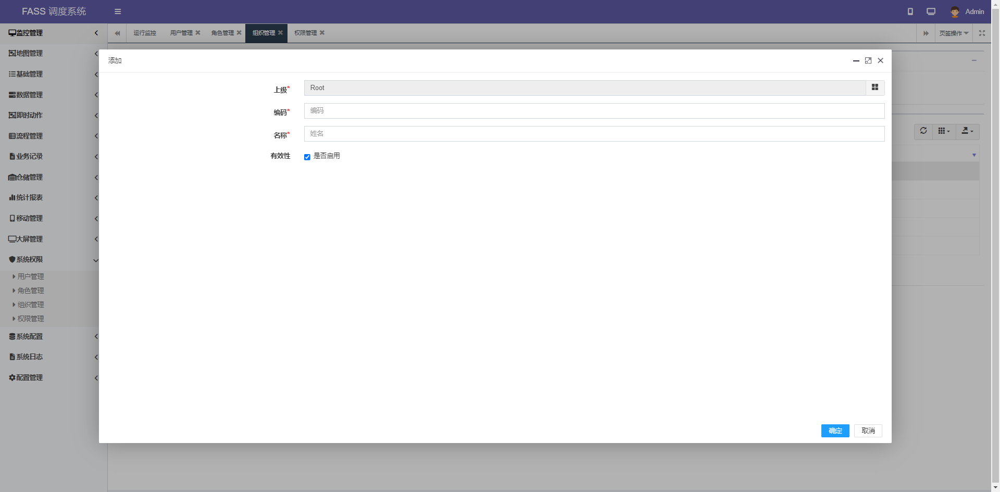 FASS 调度系统
Admin
监控管理
运行监控 用户管理 角色管理 组织管理 权限管理 页签操作
地图管理
基础管理
数据管理
即时动作
流程管理
业务记录
仓储管理
统计报表
移动管理
大屏管理
系统权限
用户管理
角色管理
组织管理
权限管理
系统配置
系统日志
配置管理
添加
上级* Root
编码* 编码
名称* 姓名
有效性 是否启用
确定 取消